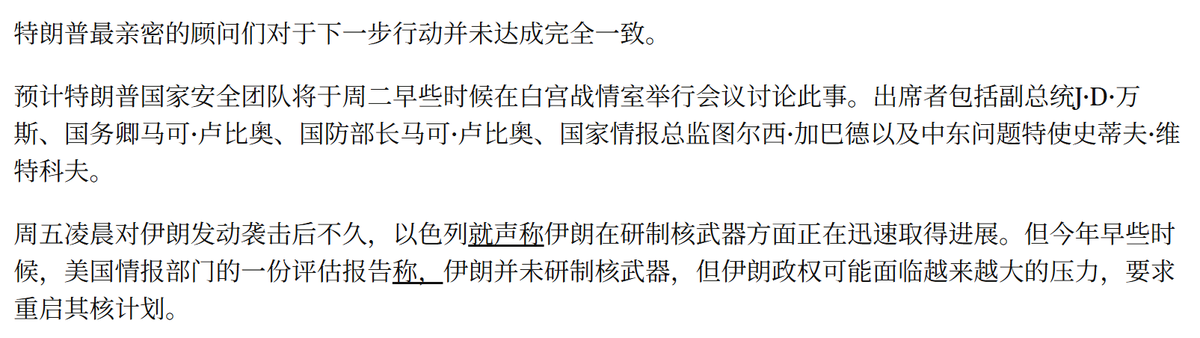 特朗普最亲密的顾问们对于下一步行动并未达成完全一致。
预计特朗普国家安全团队将于周二早些时候在白宫战情室举行会议讨论此事。出席者包括副总统J·D·万
斯、国务卿马可·卢比奥、国防部长马可·卢比奥、国家情报总监图尔西·加巴德以及中东问题特使史蒂夫·维
特科夫。
周五凌晨对伊朗发动袭击后不久，以色列就声称伊朗在研制核武器方面正在迅速取得进展。但今年早些时
候，美国情报部门的一份评估报告称，伊朗并未研制核武器，但伊朗政权可能面临越来越大的压力，要求
重启其核计划。